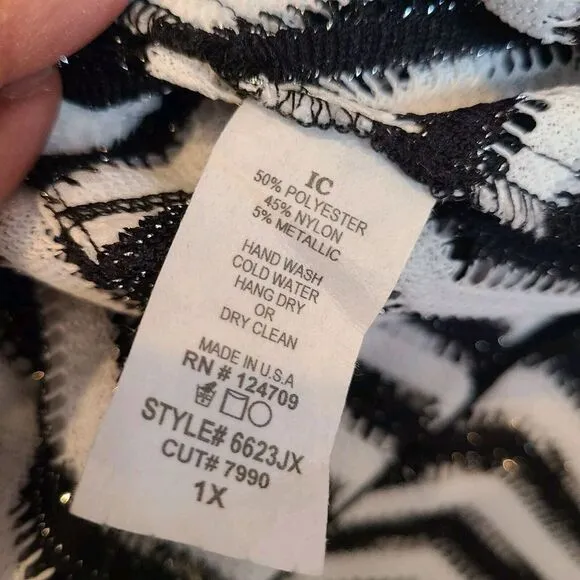 IC
50% POLYESTER
45% NYLON
5% METALLIC
HAND WASH
COLD WATER
HANG DRY
OR
DRY CLEAN
MADE IN U.S.A
RN # 124709
STYLE# 6623JX
CUT# 7990
1X